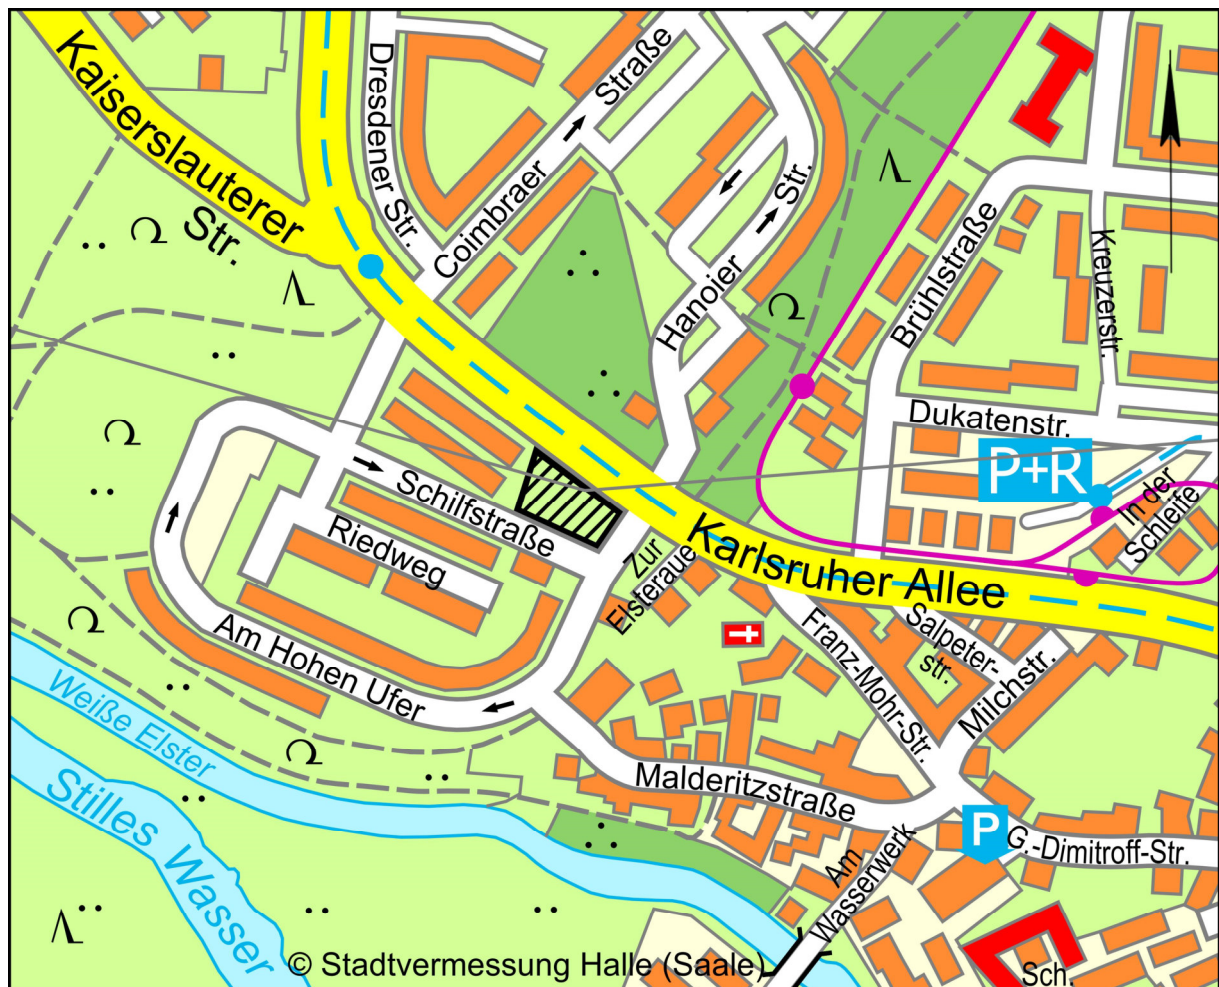 Kaiserslauterer
Str.
Dresdener Str.
Coimbraer
Straße
Hanoier
Str.
Brühlstraße
Kreuzerstr.
Dukatenstr.
P+R
In der
Schleife
Schilfstraße
Riedweg
Am Hohen Ufer
Zur
Elsteraue
Karlsruher Allee
Salpeter-
str.
Franz-Mohr-Str.
Milchstr.
Weiße Elster
Stilles Wasser
Malderitzstraße
P
G.-Dimitroff-Str.
Am
Wasserwerk
Sch.
© Stadtvermessung Halle (Saale)